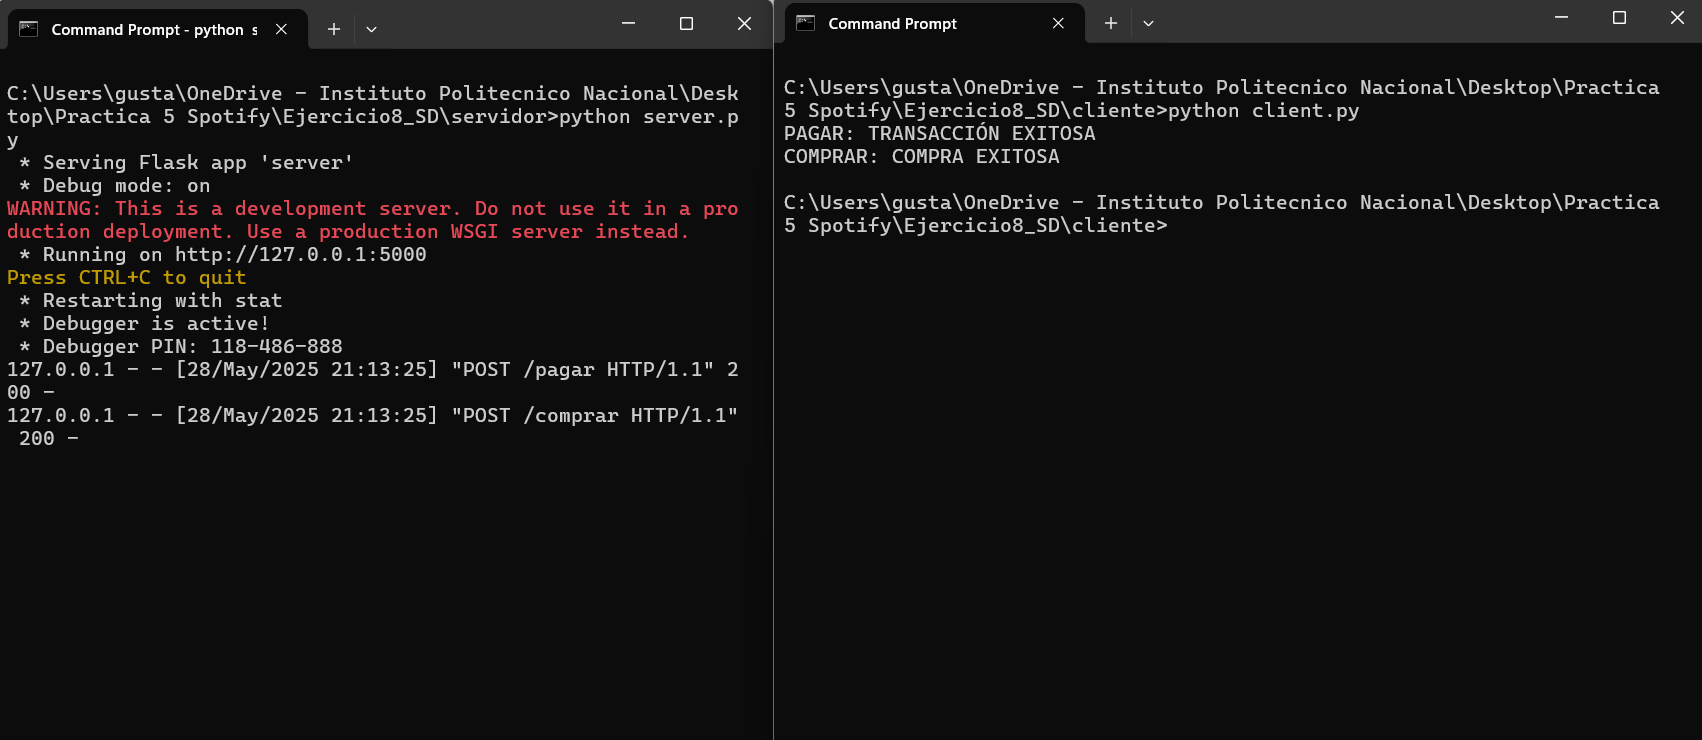 Command Prompt - python s
C:\Users\gusta\OneDrive - Instituto Politecnico Nacional\Desk
top\Practica 5 Spotify\Ejercicio8_SD\servidor>python server.p
y
 * Serving Flask app 'server'
 * Debug mode: on
WARNING: This is a development server. Do not use it in a pro
duction deployment. Use a production WSGI server instead.
 * Running on http://127.0.0.1:5000
Press CTRL+C to quit
 * Restarting with stat
 * Debugger is active!
 * Debugger PIN: 118-486-888
127.0.0.1 - - [28/May/2025 21:13:25] "POST /pagar HTTP/1.1" 2
00 -
127.0.0.1 - - [28/May/2025 21:13:25] "POST /comprar HTTP/1.1"
 200 -
Command Prompt
C:\Users\gusta\OneDrive - Instituto Politecnico Nacional\Desktop\Practica
5 Spotify\Ejercicio8_SD\cliente>python client.py
PAGAR: TRANSACCIÓN EXITOSA
COMPRAR: COMPRA EXITOSA
C:\Users\gusta\OneDrive - Instituto Politecnico Nacional\Desktop\Practica
5 Spotify\Ejercicio8_SD\cliente>